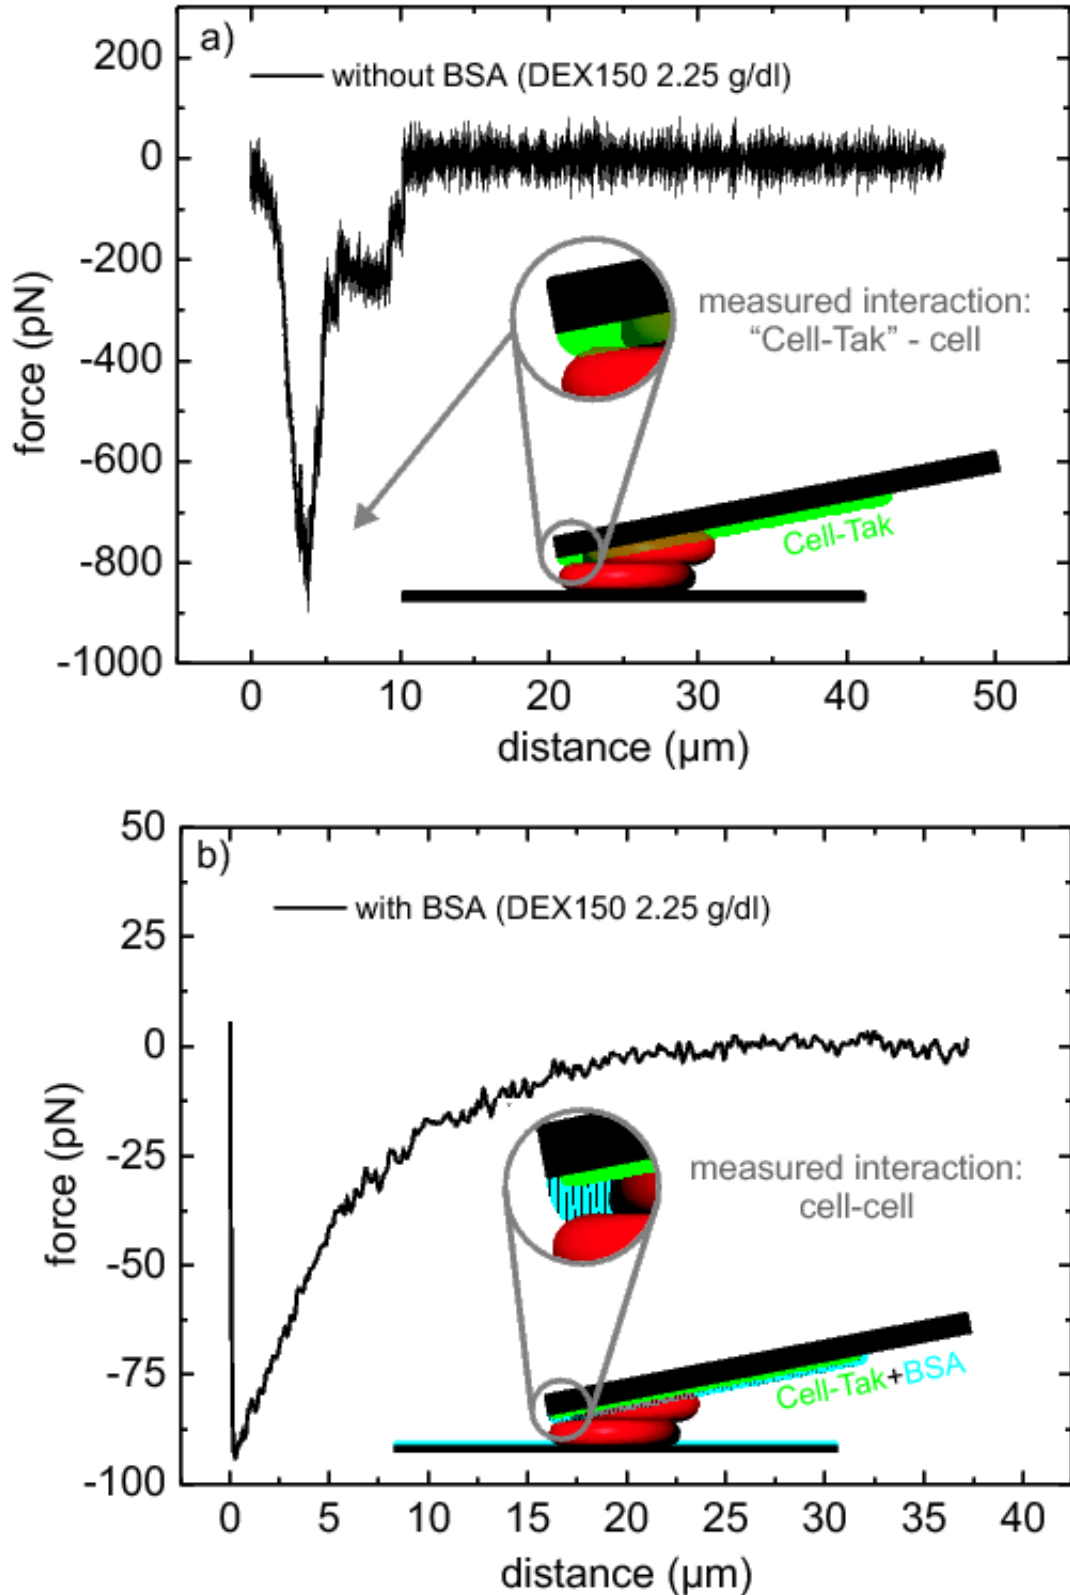 a)
without BSA (DEX150 2.25 g/dl)
200
0
-200
-400
-600
-800
-1000
force (pN)
measured interaction:
“Cell-Tak” - cell
Cell-Tak
0 10 20 30 40 50
distance (µm)
b)
with BSA (DEX150 2.25 g/dl)
50
25
0
-25
-50
-75
-100
force (pN)
measured interaction:
cell-cell
Cell-Tak+BSA
0 5 10 15 20 25 30 35 40
distance (µm)